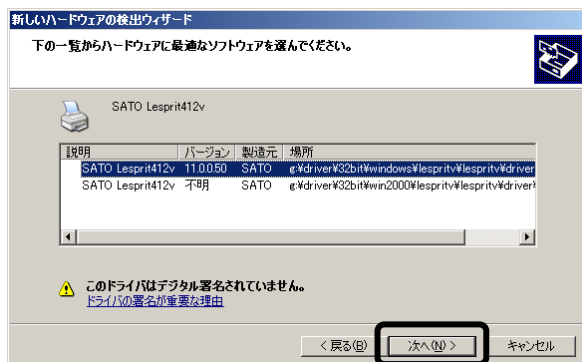 新しいハードウェアの検出ウィザード
下の一覧からハードウェアに最適なソフトウェアを選んでください。
SATO Lesprit412v
説明 バージョン 製造元 場所
SATO Lesprit412v 11.0.0.50 SATO g:¥driver¥32bit¥windows¥lespritv¥lespritv¥driver
SATO Lesprit412v 不明 SATO g:¥driver¥32bit¥win2000¥lespritv¥lespritv¥driver¥
このドライバはデジタル署名されていません。
ドライバの署名が重要な理由
< 戻る(B) 次へ(N) > キャンセル